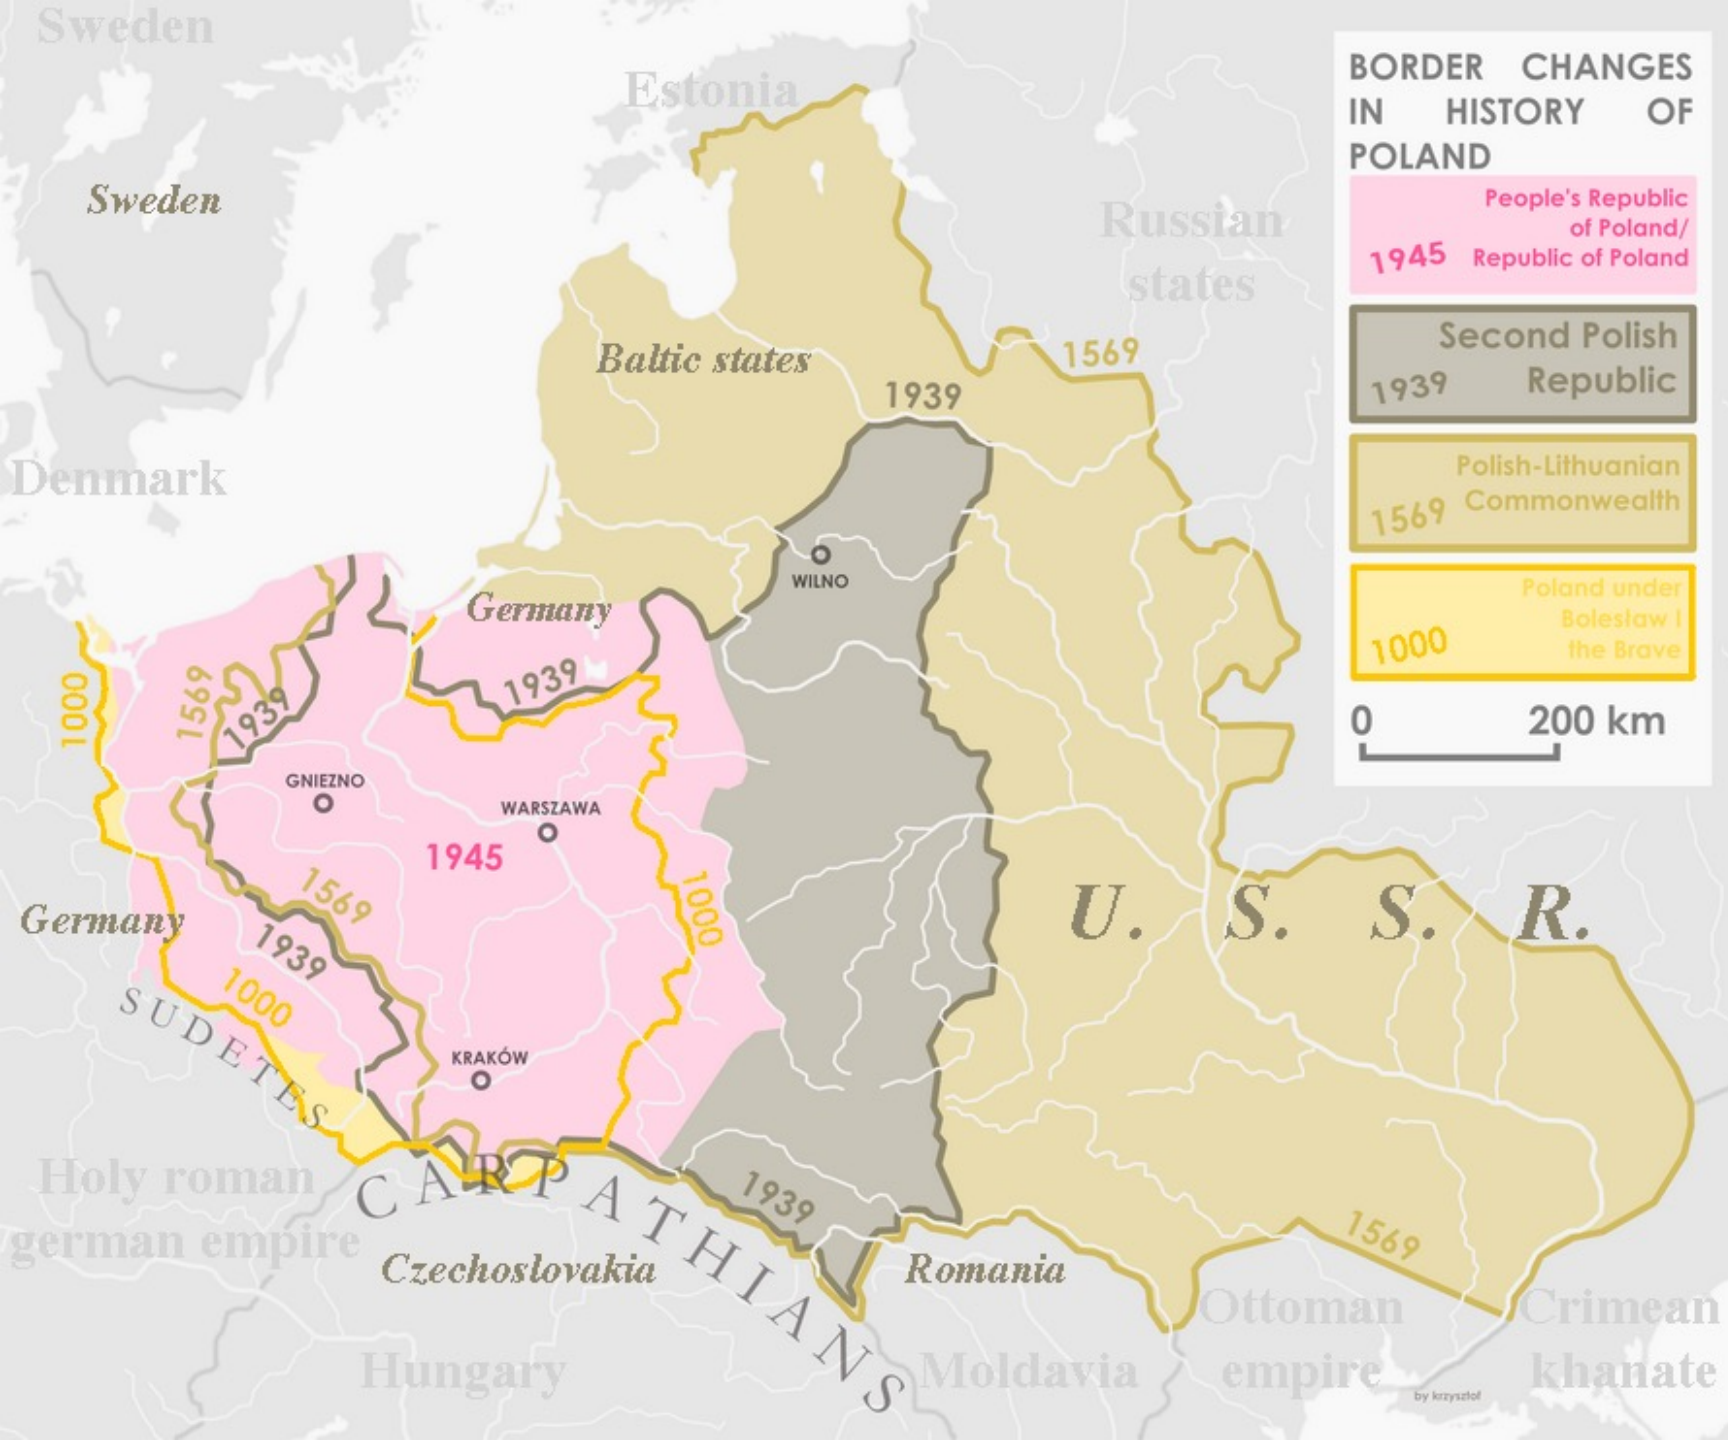 Sweden
Estonia
Sweden
Russian
states
Baltic states
1569
1939
Denmark
WILNO
Germany
1000
1569
1939
1939
GNIEZNO
WARSZAWA
1945
1569
1000
Germany
1939
1000
U. S. S. R.
SUDETES
KRAKÓW
Holy roman
german empire
CARPATHIANS
1939
Czechoslovakia
Romania
1569
Ottoman
empire
Crimean
khanate
Hungary
Moldavia
by krzysztof
BORDER CHANGES
IN HISTORY OF
POLAND
People's Republic
of Poland/
1945 Republic of Poland
Second Polish
1939 Republic
Polish-Lithuanian
1569 Commonwealth
Poland under
Bolesław I
1000 the Brave
0 200 km